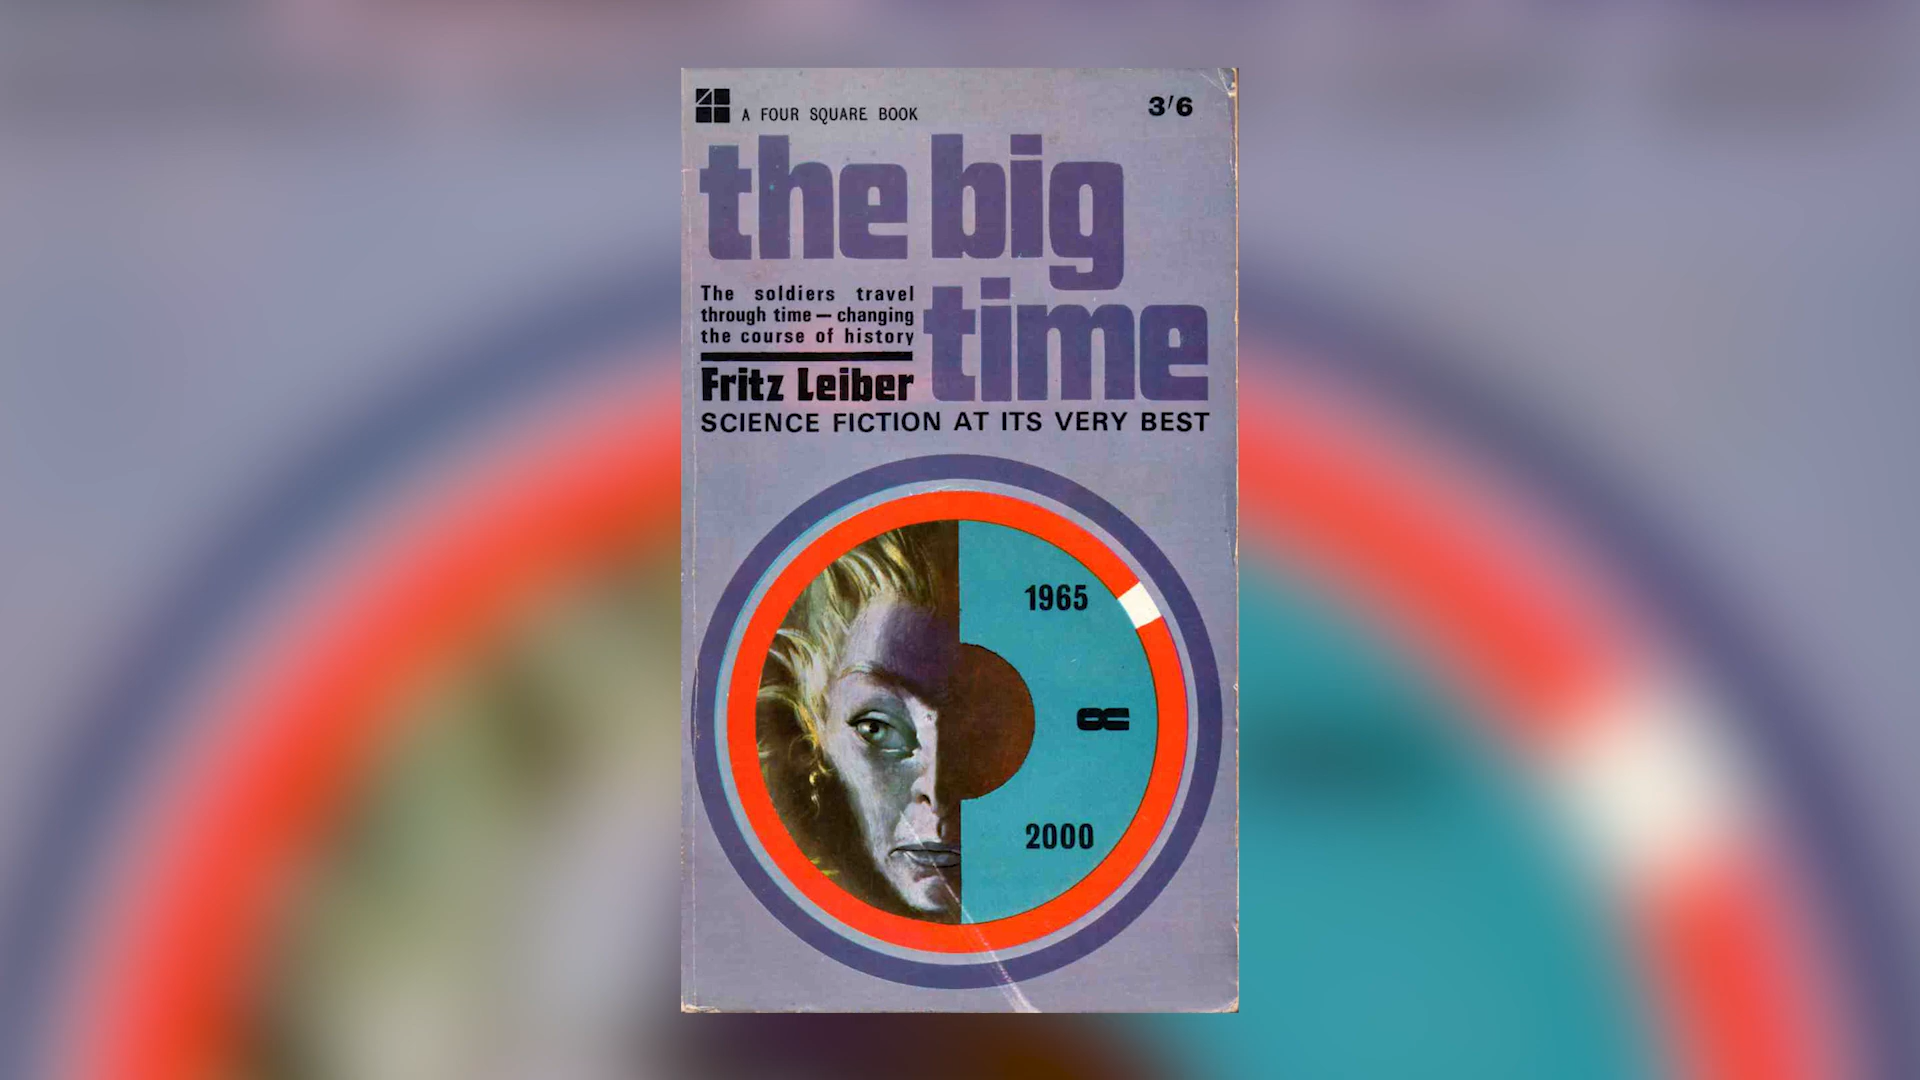 A FOUR SQUARE BOOK
3/6
the big
time
The soldiers travel
through time — changing
the course of history
Fritz Leiber
SCIENCE FICTION AT ITS VERY BEST
1965
2000